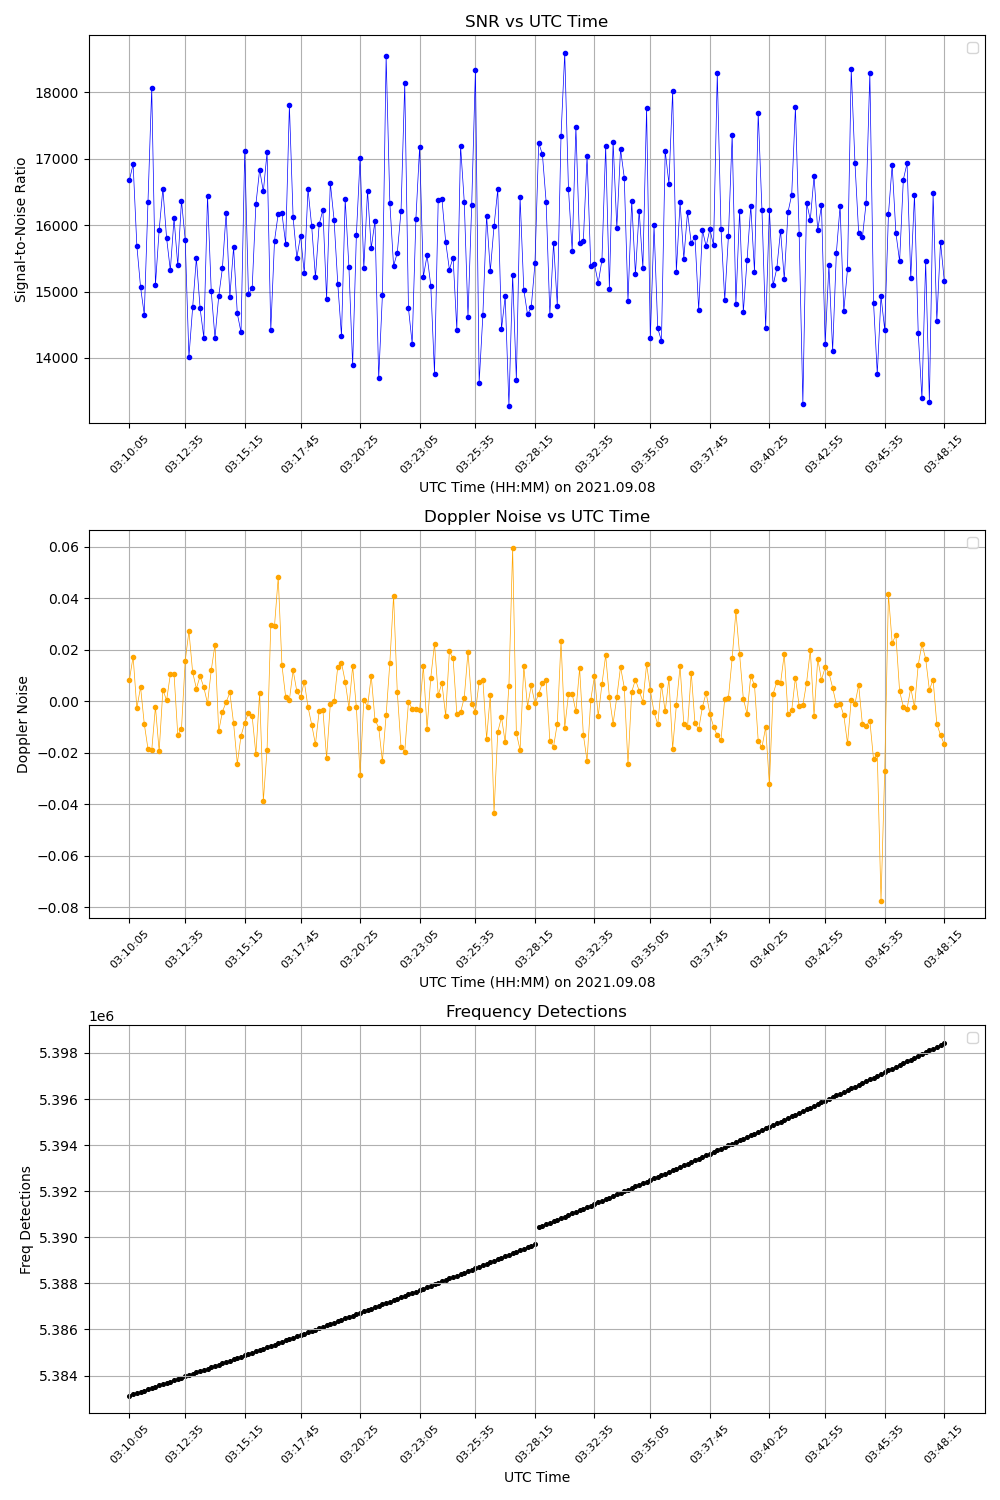 SNR vs UTC Time
Signal-to-Noise Ratio
18000
17000
16000
15000
14000
03:10:05 03:12:35 03:15:15 03:17:45 03:20:25 03:23:05 03:25:35 03:28:15 03:32:35 03:35:05 03:37:45 03:40:25 03:42:55 03:45:35 03:48:15
UTC Time (HH:MM) on 2021.09.08
Doppler Noise vs UTC Time
Doppler Noise
0.06
0.04
0.02
0.00
−0.02
−0.04
−0.06
−0.08
03:10:05 03:12:35 03:15:15 03:17:45 03:20:25 03:23:05 03:25:35 03:28:15 03:32:35 03:35:05 03:37:45 03:40:25 03:42:55 03:45:35 03:48:15
UTC Time (HH:MM) on 2021.09.08
Frequency Detections
1e6
Freq Detections
5.398
5.396
5.394
5.392
5.390
5.388
5.386
5.384
03:10:05 03:12:35 03:15:15 03:17:45 03:20:25 03:23:05 03:25:35 03:28:15 03:32:35 03:35:05 03:37:45 03:40:25 03:42:55 03:45:35 03:48:15
UTC Time